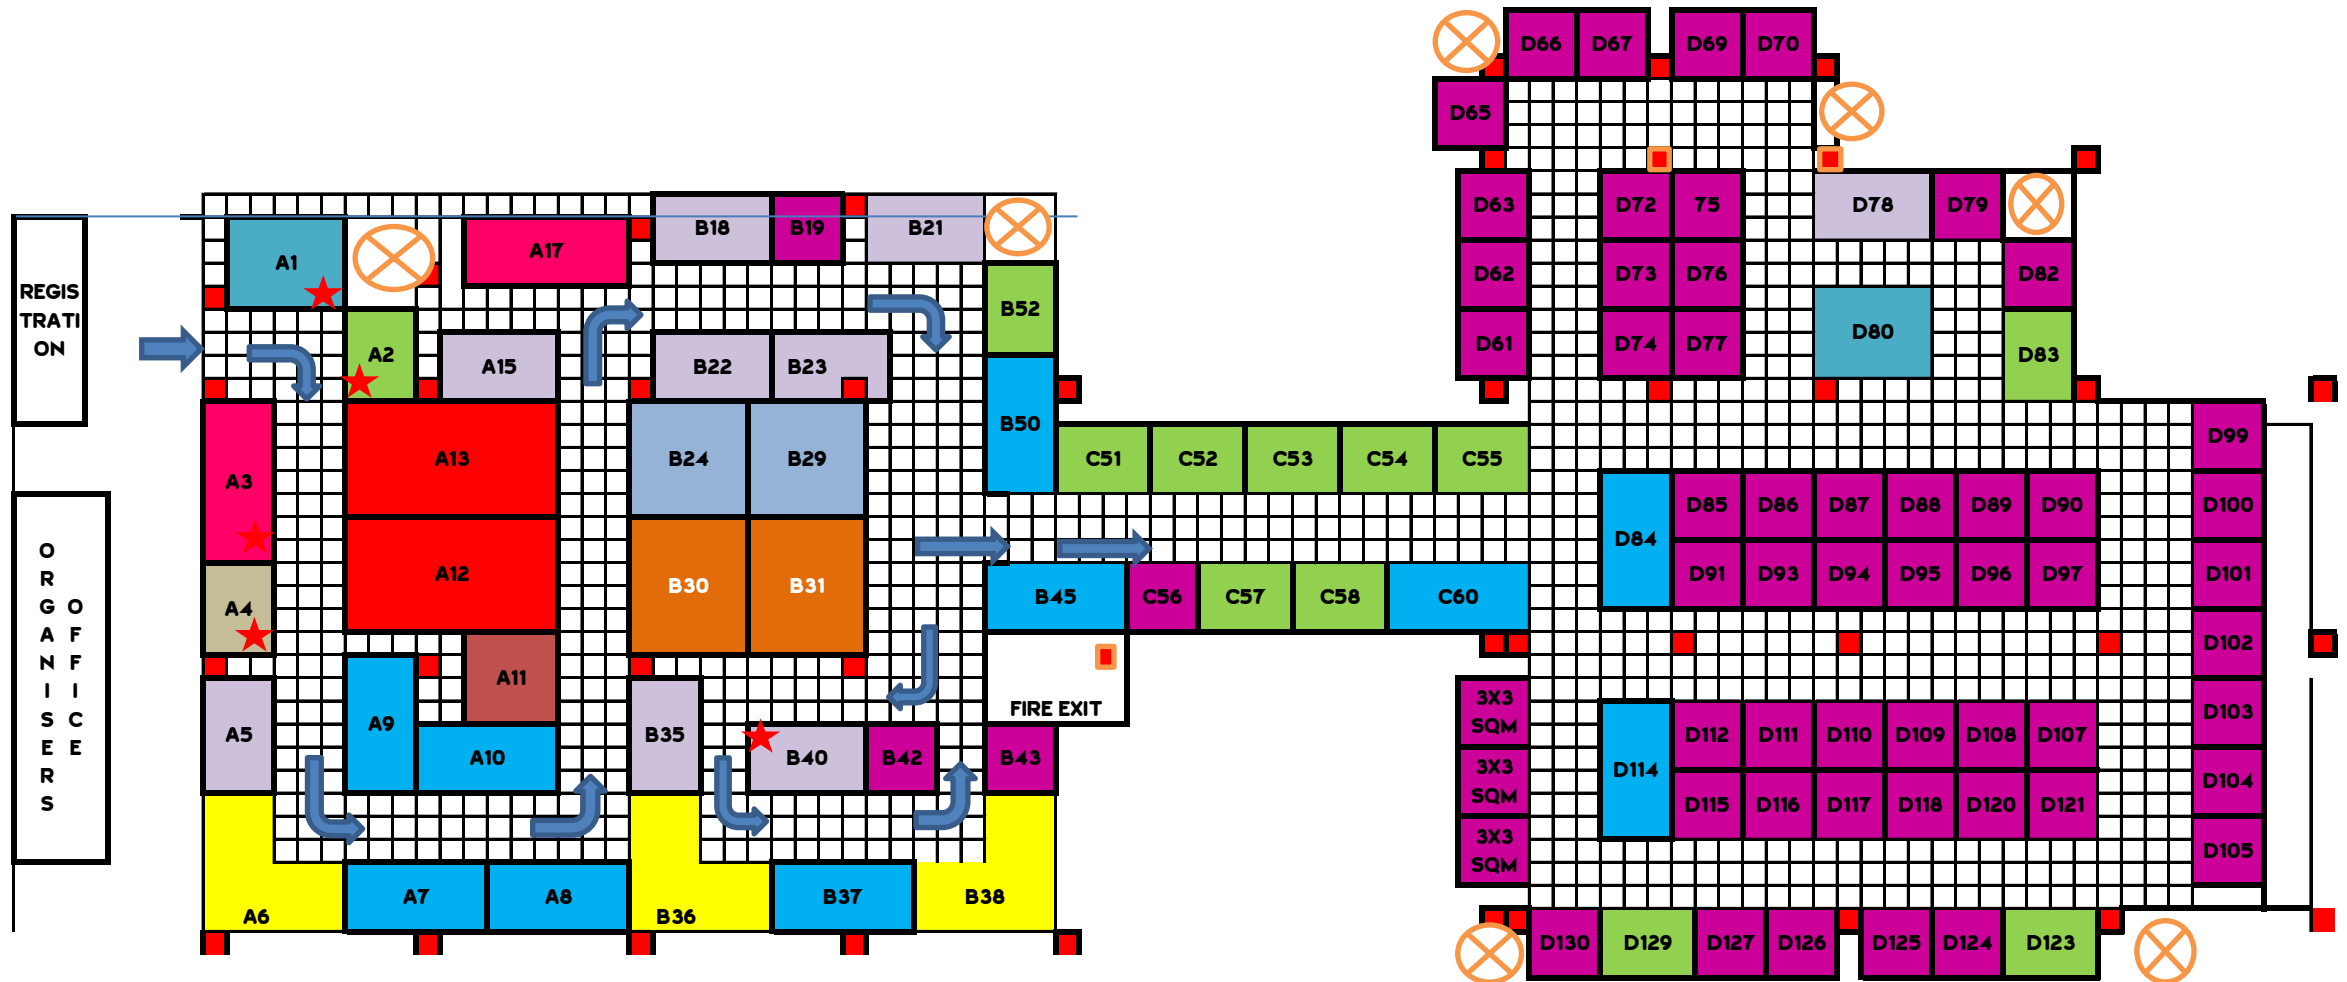 REGIS
TRATI
ON
ORGANISERS
OFFICE
A1
A2
A3
A4
A5
A6
A7
A8
A9
A10
A11
A12
A13
A15
A17
B18
B19
B21
B22
B23
B24
B29
B30
B31
B35
B36
B37
B38
B40
B42
B43
B45
B50
B52
FIRE EXIT
C51
C52
C53
C54
C55
C56
C57
C58
C60
D66
D67
D69
D70
D65
D63
D62
D61
D72
75
D73
D76
D74
D77
D78
D79
D80
D82
D83
D84
D85
D86
D87
D88
D89
D90
D91
D93
D94
D95
D96
D97
D99
D100
D101
D102
D103
D104
D105
3X3
SQM
3X3
SQM
3X3
SQM
D114
D112
D111
D110
D109
D108
D107
D115
D116
D117
D118
D120
D121
D130
D129
D127
D126
D125
D124
D123